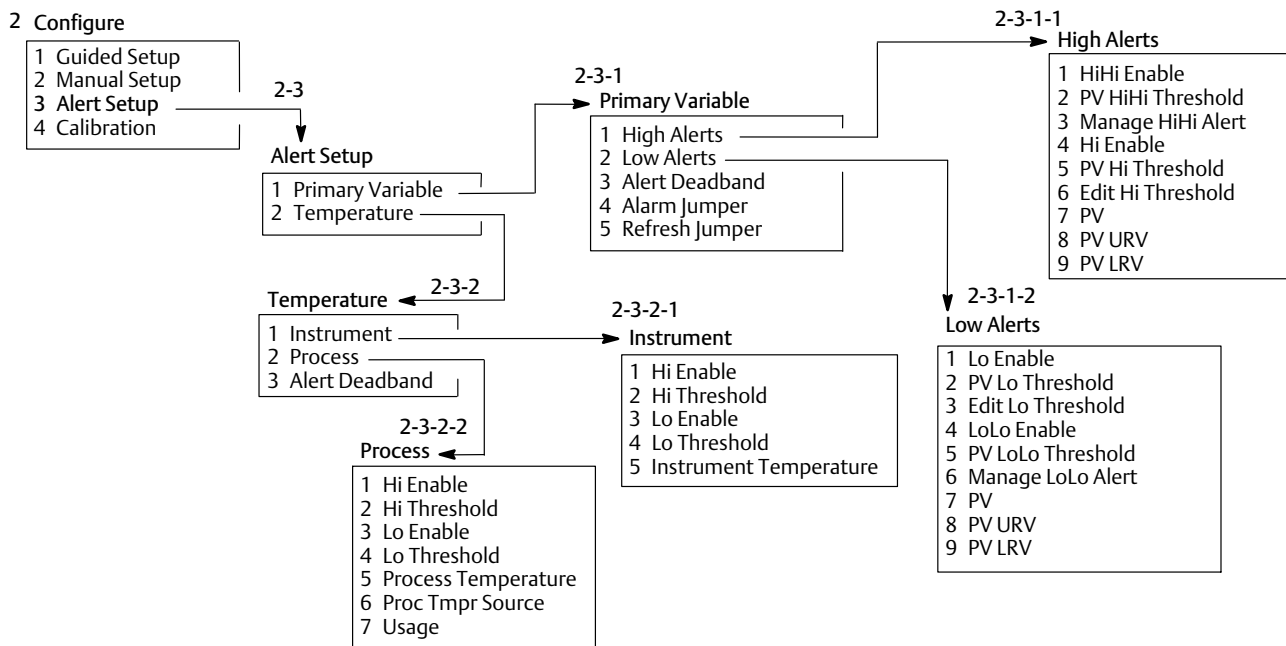 2 Configure
1 Guided Setup
2 Manual Setup
3 Alert Setup
4 Calibration
2-3
Alert Setup
1 Primary Variable
2 Temperature
2-3-1
Primary Variable
1 High Alerts
2 Low Alerts
3 Alert Deadband
4 Alarm Jumper
5 Refresh Jumper
2-3-1-1
High Alerts
1 HiHi Enable
2 PV HiHi Threshold
3 Manage HiHi Alert
4 Hi Enable
5 PV Hi Threshold
6 Edit Hi Threshold
7 PV
8 PV URV
9 PV LRV
2-3-2
Temperature
1 Instrument
2 Process
3 Alert Deadband
2-3-2-1
Instrument
1 Hi Enable
2 Hi Threshold
3 Lo Enable
4 Lo Threshold
5 Instrument Temperature
2-3-1-2
Low Alerts
1 Lo Enable
2 PV Lo Threshold
3 Edit Lo Threshold
4 LoLo Enable
5 PV LoLo Threshold
6 Manage LoLo Alert
7 PV
8 PV URV
9 PV LRV
2-3-2-2
Process
1 Hi Enable
2 Hi Threshold
3 Lo Enable
4 Lo Threshold
5 Process Temperature
6 Proc Tmpr Source
7 Usage